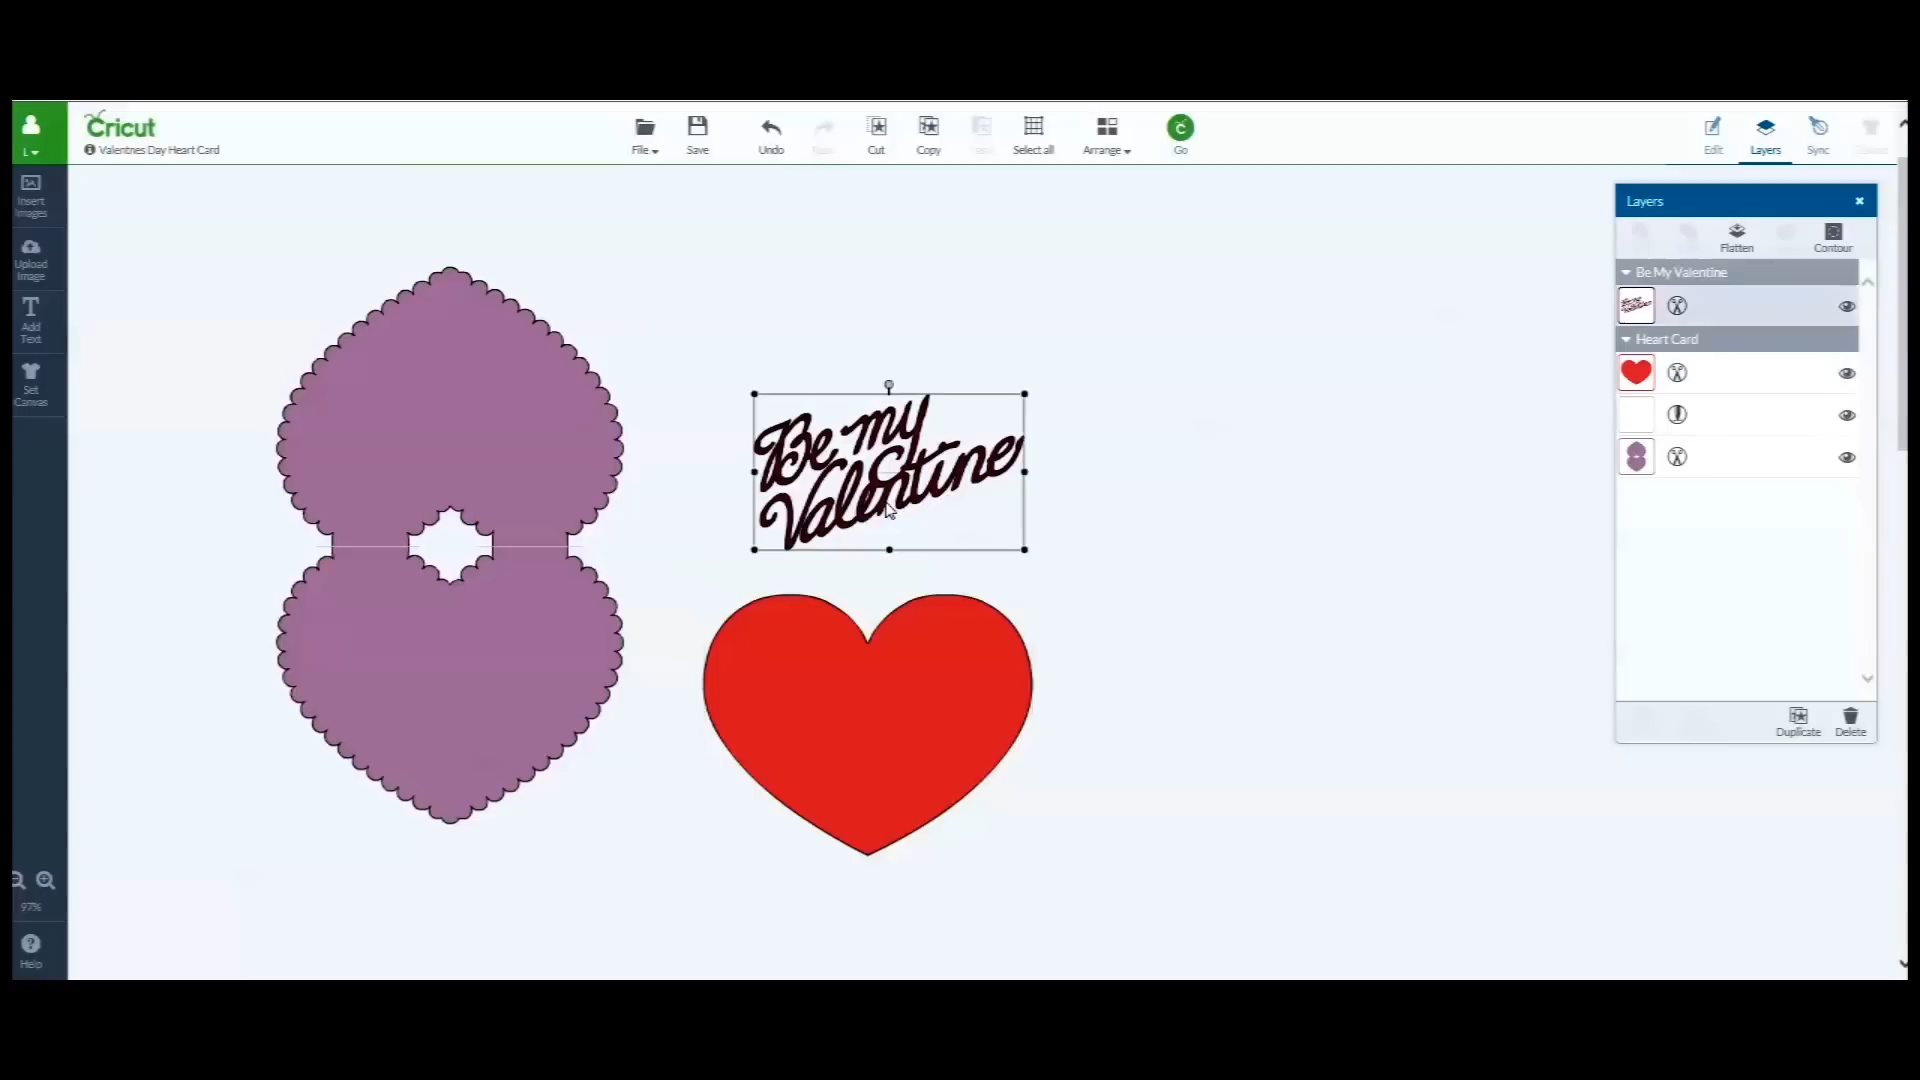 Cricut
Valentnes Day Heart Card
L
File
Save
Undo
Cut
Copy
Select all
Arrange
Go
Edit
Layers
Sync
Insert
Images
Upload
Image
Add
Text
Set
Canvas
97%
Help
Be my
Valentine
Layers
Flatten
Contour
Be My Valentine
Heart Card
Duplicate
Delete